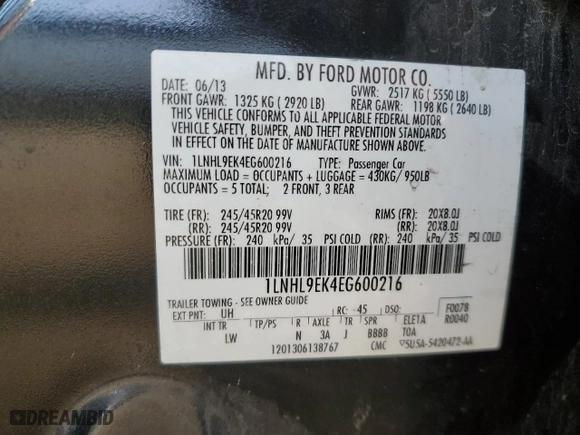 MFD. BY FORD MOTOR CO.
DATE: 06/13 GVWR: 2517 KG ( 5550 LB)
FRONT GAWR: 1325 KG ( 2920 LB) REAR GAWR: 1198 KG ( 2640 LB)
THIS VEHICLE CONFORMS TO ALL APPLICABLE FEDERAL MOTOR
VEHICLE SAFETY, BUMPER, AND THEFT PREVENTION STANDARDS
IN EFFECT ON THE DATE OF MANUFACTURE SHOWN ABOVE.
VIN: 1LNHL9EK4EG600216 TYPE: Passenger Car
MAXIMUM LOAD = OCCUPANTS + LUGGAGE = 430KG/ 950LB
OCCUPANTS = 5 TOTAL; 2 FRONT, 3 REAR
TIRE (FR): 245/45R20 99V RIMS (FR): 20X8.0J
(RR): 245/45R20 99V (RR): 20X8.0J
PRESSURE (FR): 240 kPa/ 35 PSI COLD (RR): 240 kPa/ 35 PSI COLD
1LNHL9EK4EG600216
TRAILER TOWING - SEE OWNER GUIDE
EXT PNT: UH RC: 45 DSO: F0078
R0040
INT TR TP/PS R AXLE TR SPR ELE1A
LW N 3A J BBBB TOA
1201306138767 CMC 5U5A-5420472-AA
DREAMBID